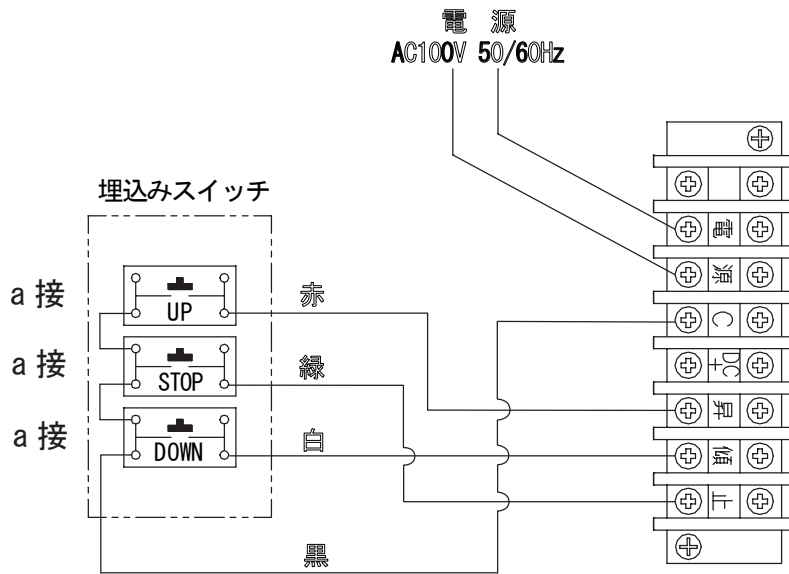 電 源
AC100V 50/60Hz
埋込みスイッチ
a 接
UP
赤
a 接
STOP
緑
a 接
DOWN
白
黒
電
源
C
DC
+
昇
傾
止